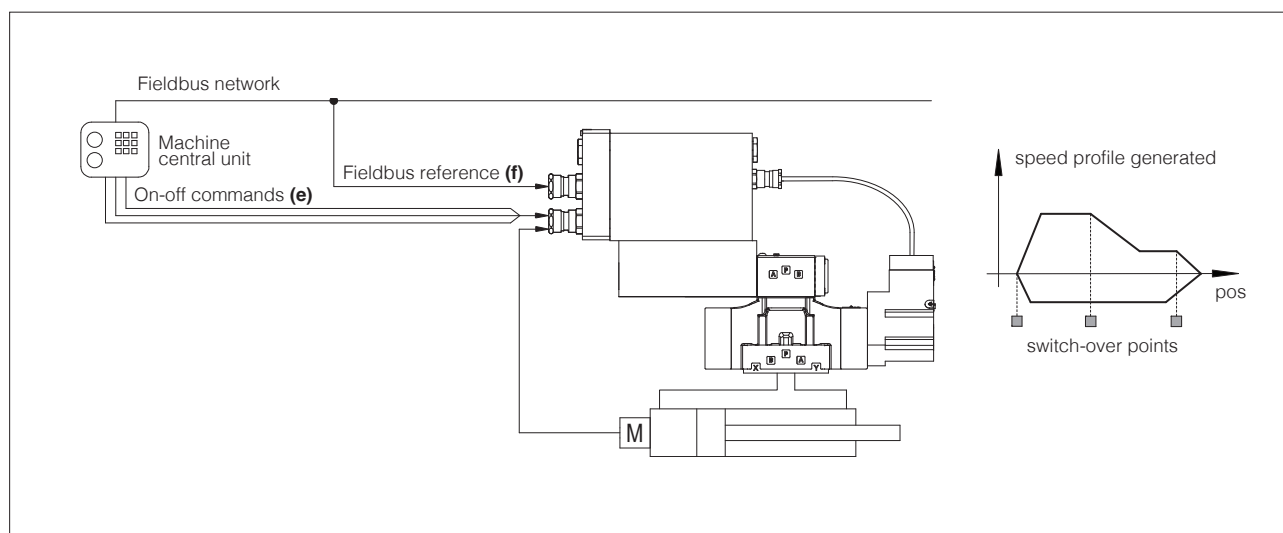 Fieldbus network
Machine
central unit
Fieldbus reference (f)
On-off commands (e)
speed profile generated
pos
switch-over points
A P B
B P A
X Y
M